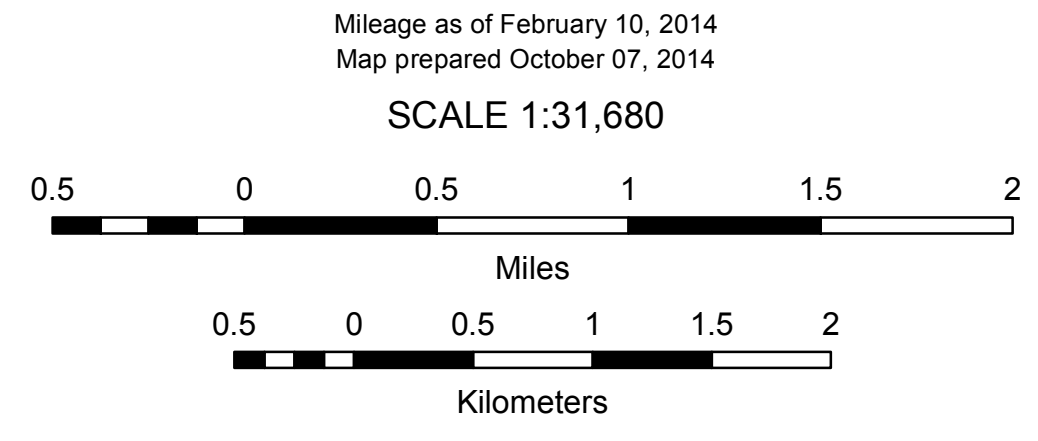 Mileage as of February 10, 2014
Map prepared October 07, 2014
SCALE 1:31,680
0.5 0 0.5 1 1.5 2
Miles
0.5 0 0.5 1 1.5 2
Kilometers